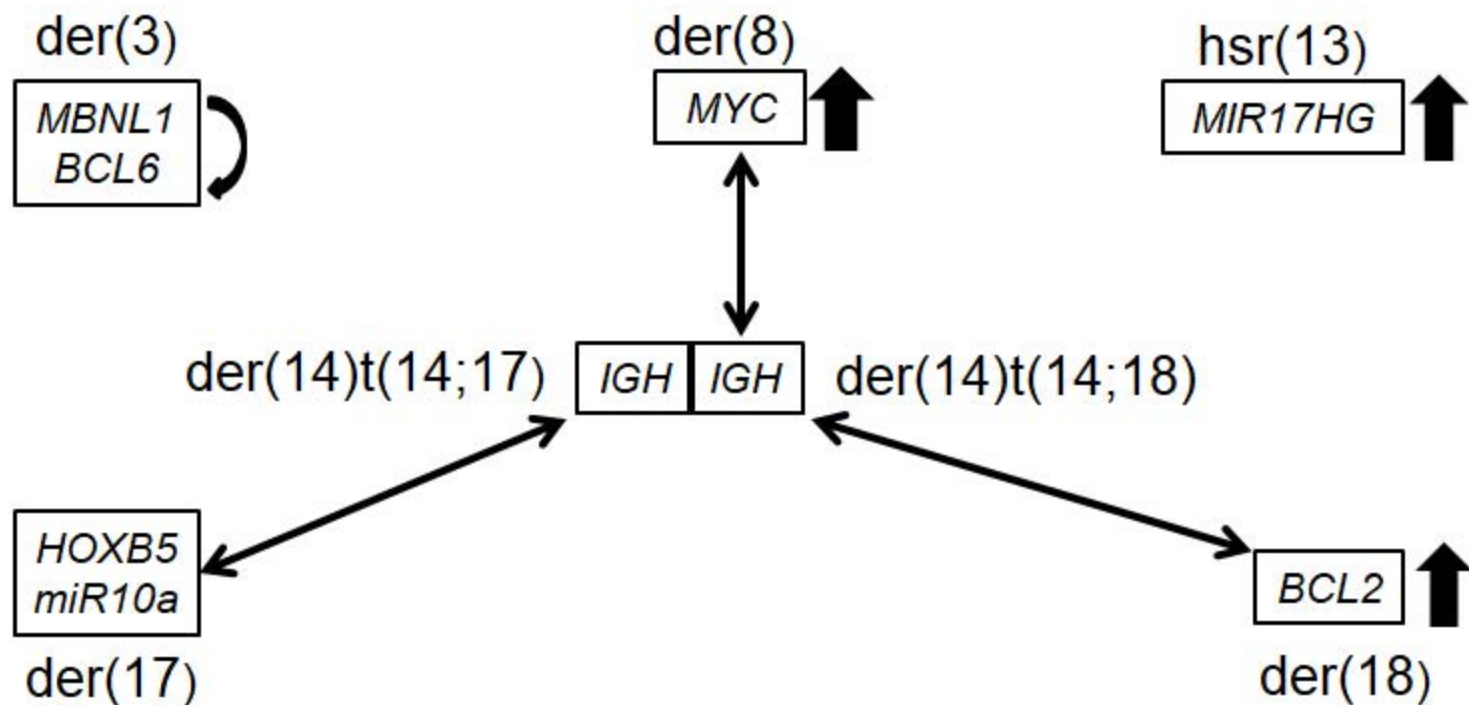 der(3)
MBNL1
BCL6
der(8)
MYC
hsr(13)
MIR17HG
der(14)t(14;17)
IGH
IGH
der(14)t(14;18)
HOXB5
miR10a
der(17)
BCL2
der(18)